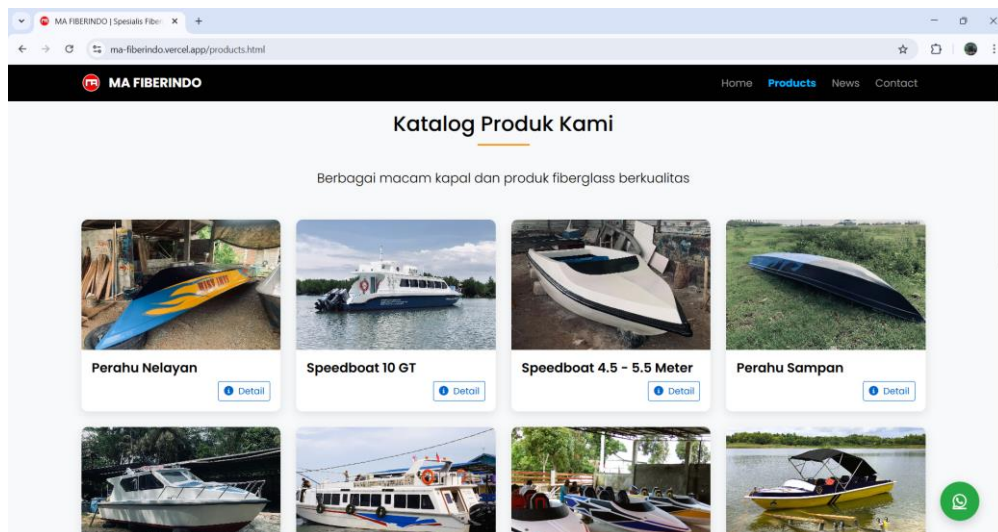 MA FIBERINDO | Spesialis Fiber
ma-fiberindo.vercel.app/products.html
MA FIBERINDO
Home Products News Contact
Katalog Produk Kami
Berbagai macam kapal dan produk fiberglass berkualitas
Perahu Nelayan
Detail
Speedboat 10 GT
Detail
Speedboat 4.5 - 5.5 Meter
Detail
Perahu Sampan
Detail